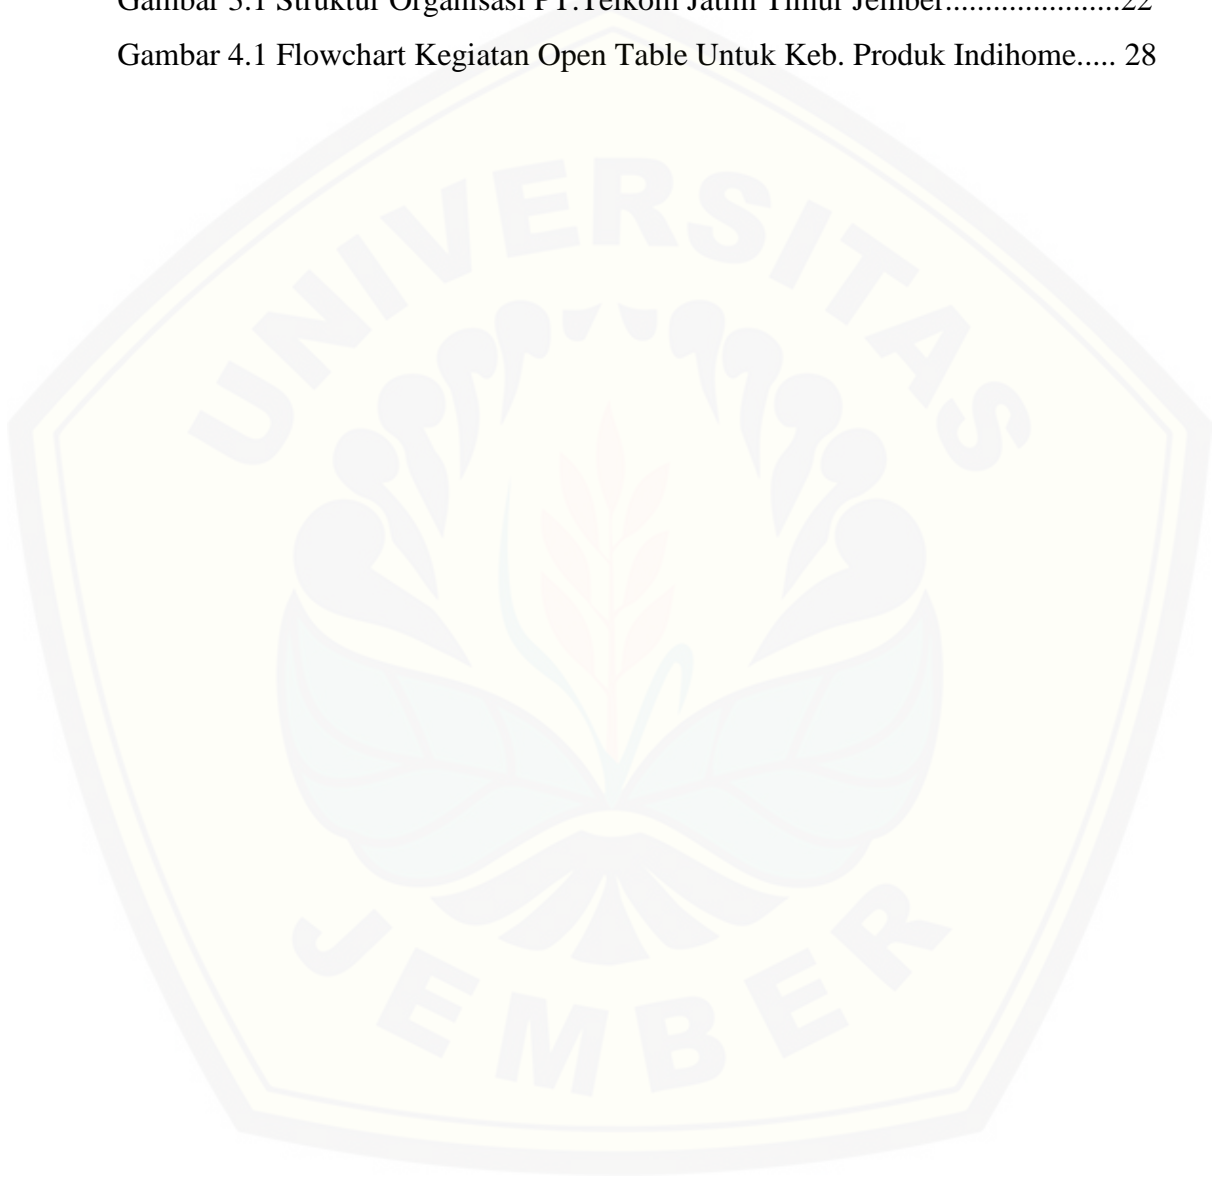 Gambar 3.1 Struktur Organisasi PT.Telkom Jatim Timur Jember......................22
Gambar 4.1 Flowchart Kegiatan Open Table Untuk Keb. Produk Indihome..... 28
UNIVERSITAS
JEMBER